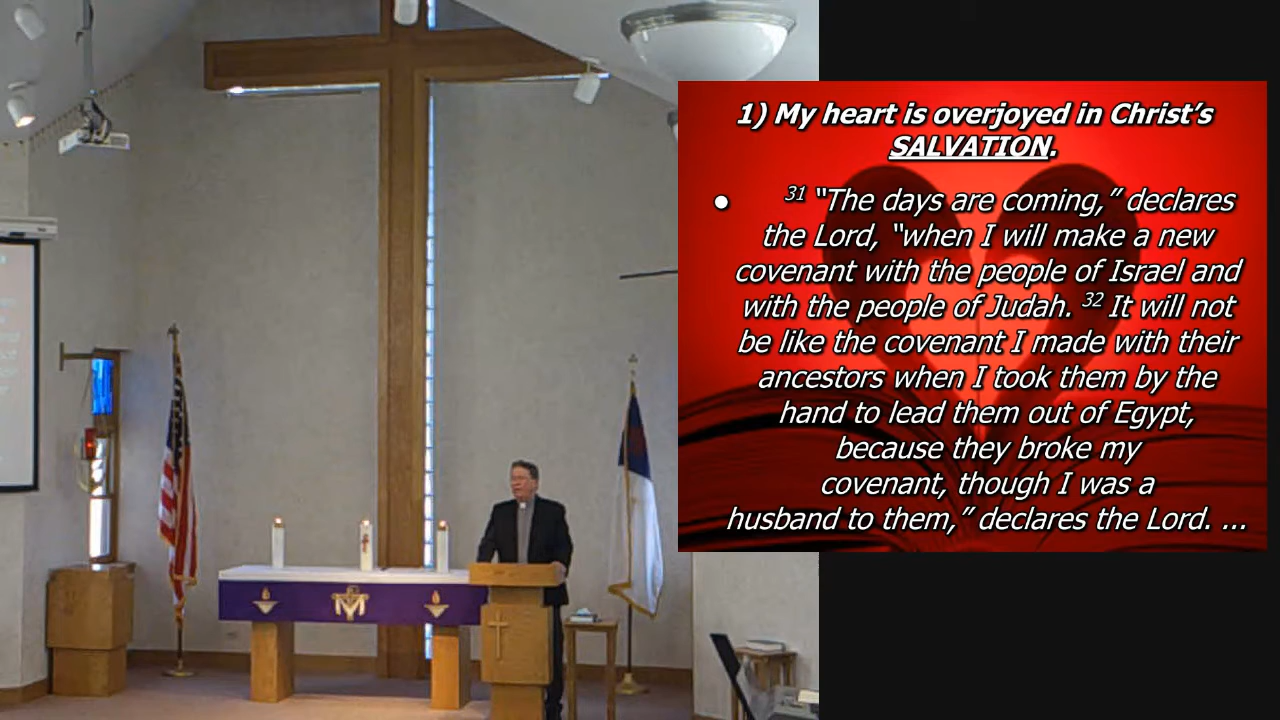 1) My heart is overjoyed in Christ’s
SALVATION.
• 31 “The days are coming,” declares
the Lord, “when I will make a new
covenant with the people of Israel and
with the people of Judah. 32 It will not
be like the covenant I made with their
ancestors when I took them by the
hand to lead them out of Egypt,
because they broke my
covenant, though I was a
husband to them,” declares the Lord. ...